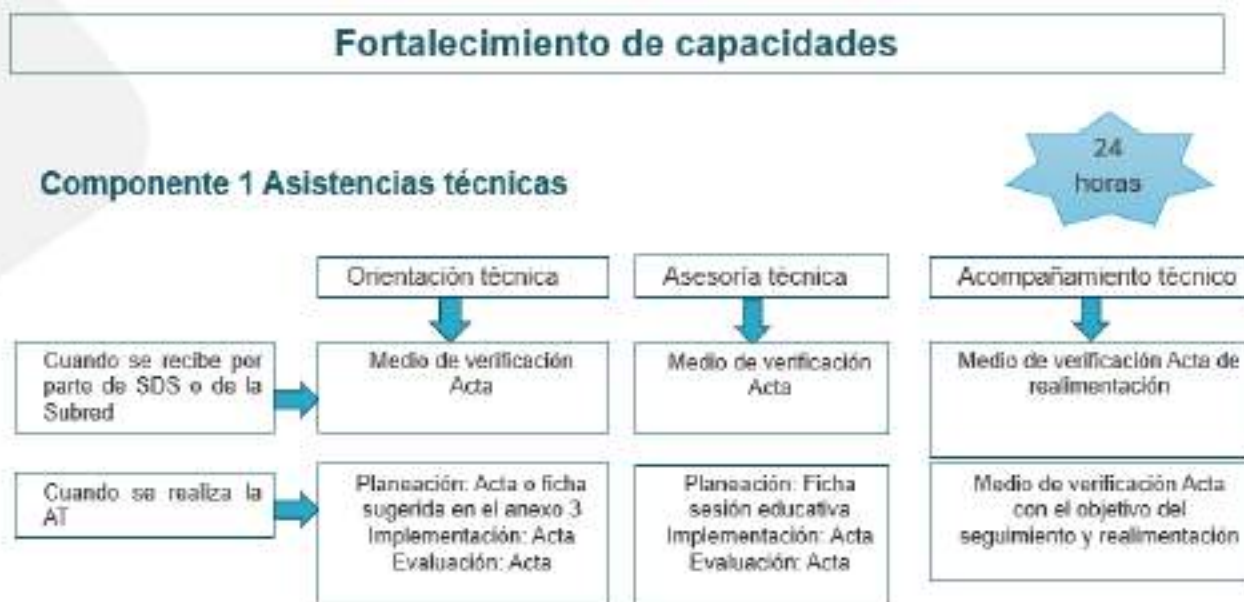 Fortalecimiento de capacidades
24
horas
Componente 1 Asistencias técnicas
Orientación técnica
Asesoría técnica
Acompañamiento técnico
Cuando se recibe por
parte de SDS o de la
Subred
Medio de verificación
Acta
Medio de verificación
Acta
Medio de verificación Acta de
realimentación
Cuando se realiza la
AT
Planeación: Acta o ficha
sugerida en el anexo 3
Implementación: Acta
Evaluación: Acta
Planeación: Ficha
sesión educativa
Implementación: Acta
Evaluación: Acta
Medio de verificación Acta
con el objetivo del
seguimiento y realimentación